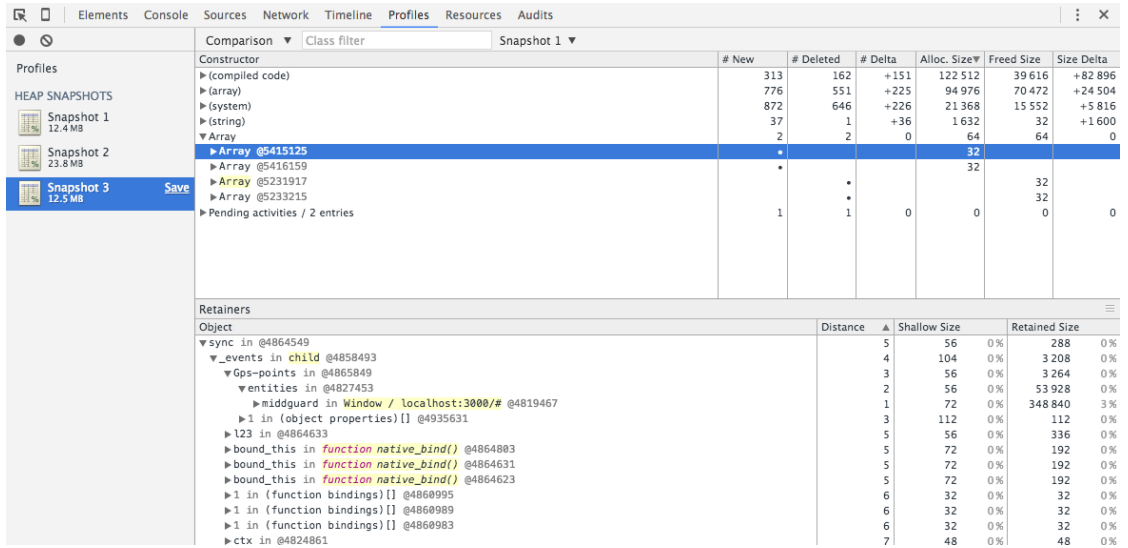 Elements Console Sources Network Timeline Profiles Resources Audits
Comparison ▼ Class filter Snapshot 1 ▼
Profiles
HEAP SNAPSHOTS
Snapshot 1
12.4 MB
Snapshot 2
23.8 MB
Snapshot 3 Save
12.5 MB
Constructor # New # Deleted # Delta Alloc. Size▼ Freed Size Size Delta
▶(compiled code) 313 162 +151 122 512 39 616 +82 896
▶(array) 776 551 +225 94 976 70 472 +24 504
▶(system) 872 646 +226 21 368 15 552 +5 816
▶(string) 37 1 +36 1 632 32 +1 600
▼Array 2 2 0 64 64 0
▶Array @5415125 • 32
▶Array @5416159 • 32
▶Array @5231917 • 32
▶Array @5233215 • 32
▶Pending activities / 2 entries 1 1 0 0 0 0
Retainers
Object Distance ▲ Shallow Size Retained Size
▼sync in @4864549 5 56 0% 288 0%
▼_events in child @4858493 4 104 0% 3 208 0%
▼Gps-points in @4865849 3 56 0% 3 264 0%
▼entities in @4827453 2 56 0% 53 928 0%
▶middguard in Window / localhost:3000/# @4819467 1 72 0% 348 840 3%
▶1 in (object properties)[] @4935631 3 112 0% 112 0%
▶l23 in @4864633 5 56 0% 336 0%
▶bound_this in function native_bind() @4864803 5 72 0% 192 0%
▶bound_this in function native_bind() @4864631 5 72 0% 192 0%
▶bound_this in function native_bind() @4864623 5 72 0% 192 0%
▶1 in (function bindings)[] @4860995 6 32 0% 32 0%
▶1 in (function bindings)[] @4860989 6 32 0% 32 0%
▶1 in (function bindings)[] @4860983 6 32 0% 32 0%
▶ctx in @4824861 7 48 0% 48 0%